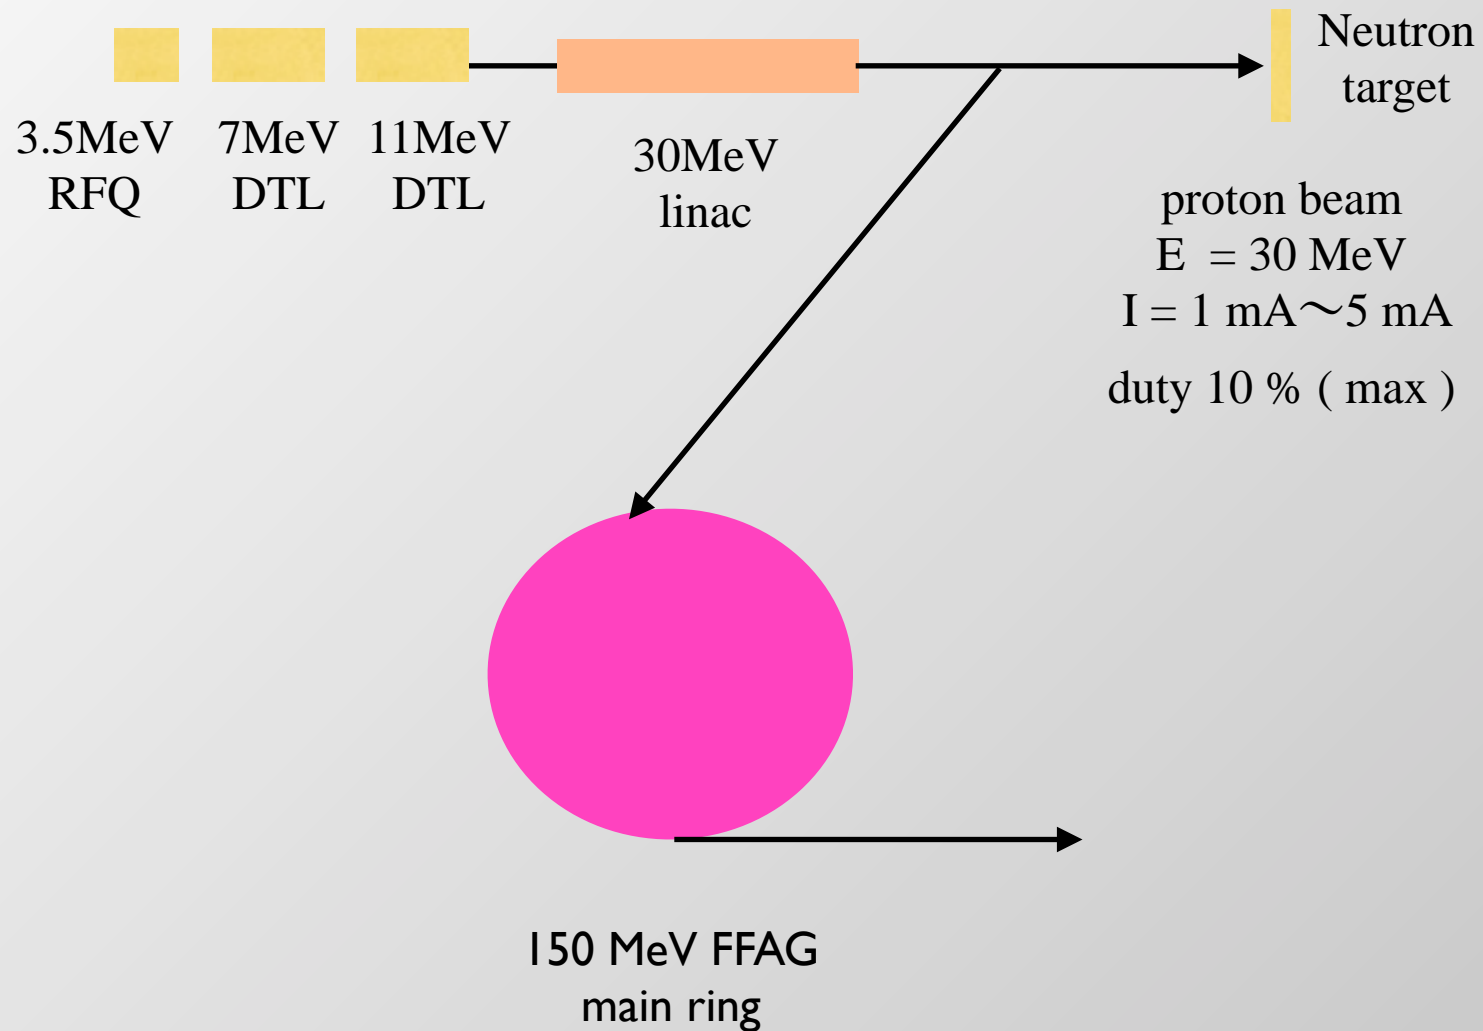 Neutron
target
3.5MeV
RFQ
7MeV
DTL
11MeV
DTL
30MeV
linac
proton beam
E = 30 MeV
I = 1 mA～5 mA
duty 10 % ( max )
150 MeV FFAG
main ring